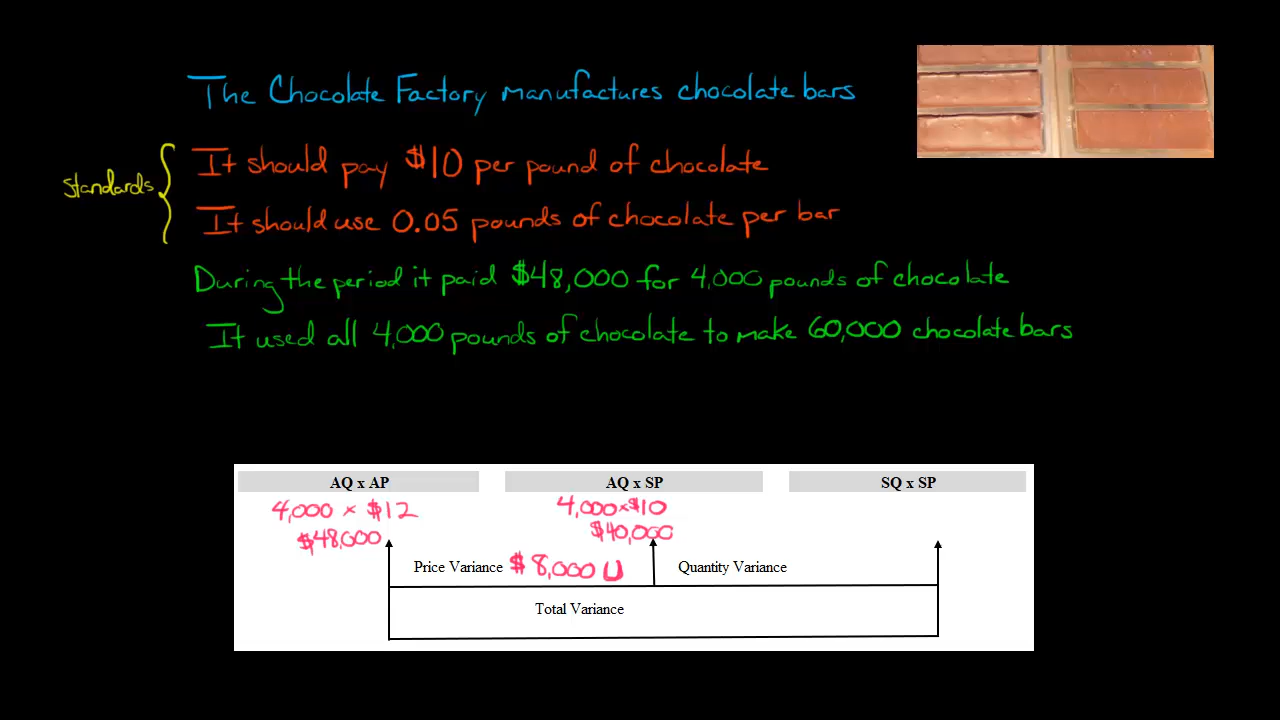 The Chocolate Factory manufactures chocolate bars
standards
It should pay $10 per pound of chocolate
It should use 0.05 pounds of chocolate per bar
During the period it paid $48,000 for 4,000 pounds of chocolate
It used all 4,000 pounds of chocolate to make 60,000 chocolate bars
AQ x AP AQ x SP SQ x SP
4,000 x $12 4,000x$10
$48,000 $40,000
Price Variance $8,000 U Quantity Variance
Total Variance